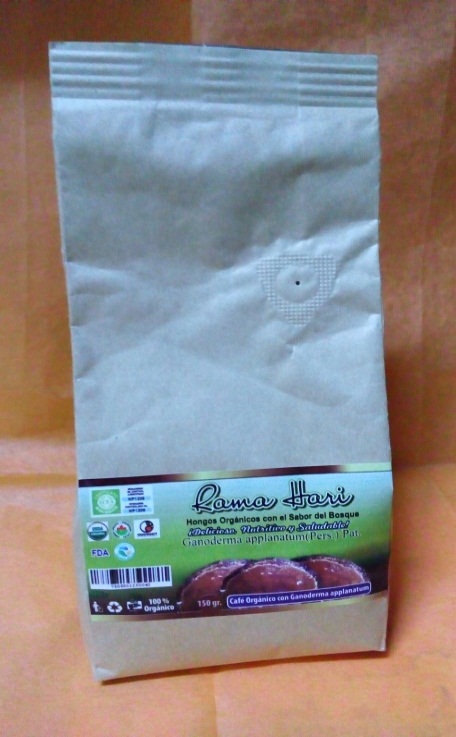 Rama Hari
Hongos Orgánicos con el Sabor del Bosque
¡Delicioso, Nutritivo y Saludable!
Ganoderma applanatum(Pers.) Pat.
FDA
100 %
Orgánico
150 gr.
Café Orgánico con Ganoderma applanatum